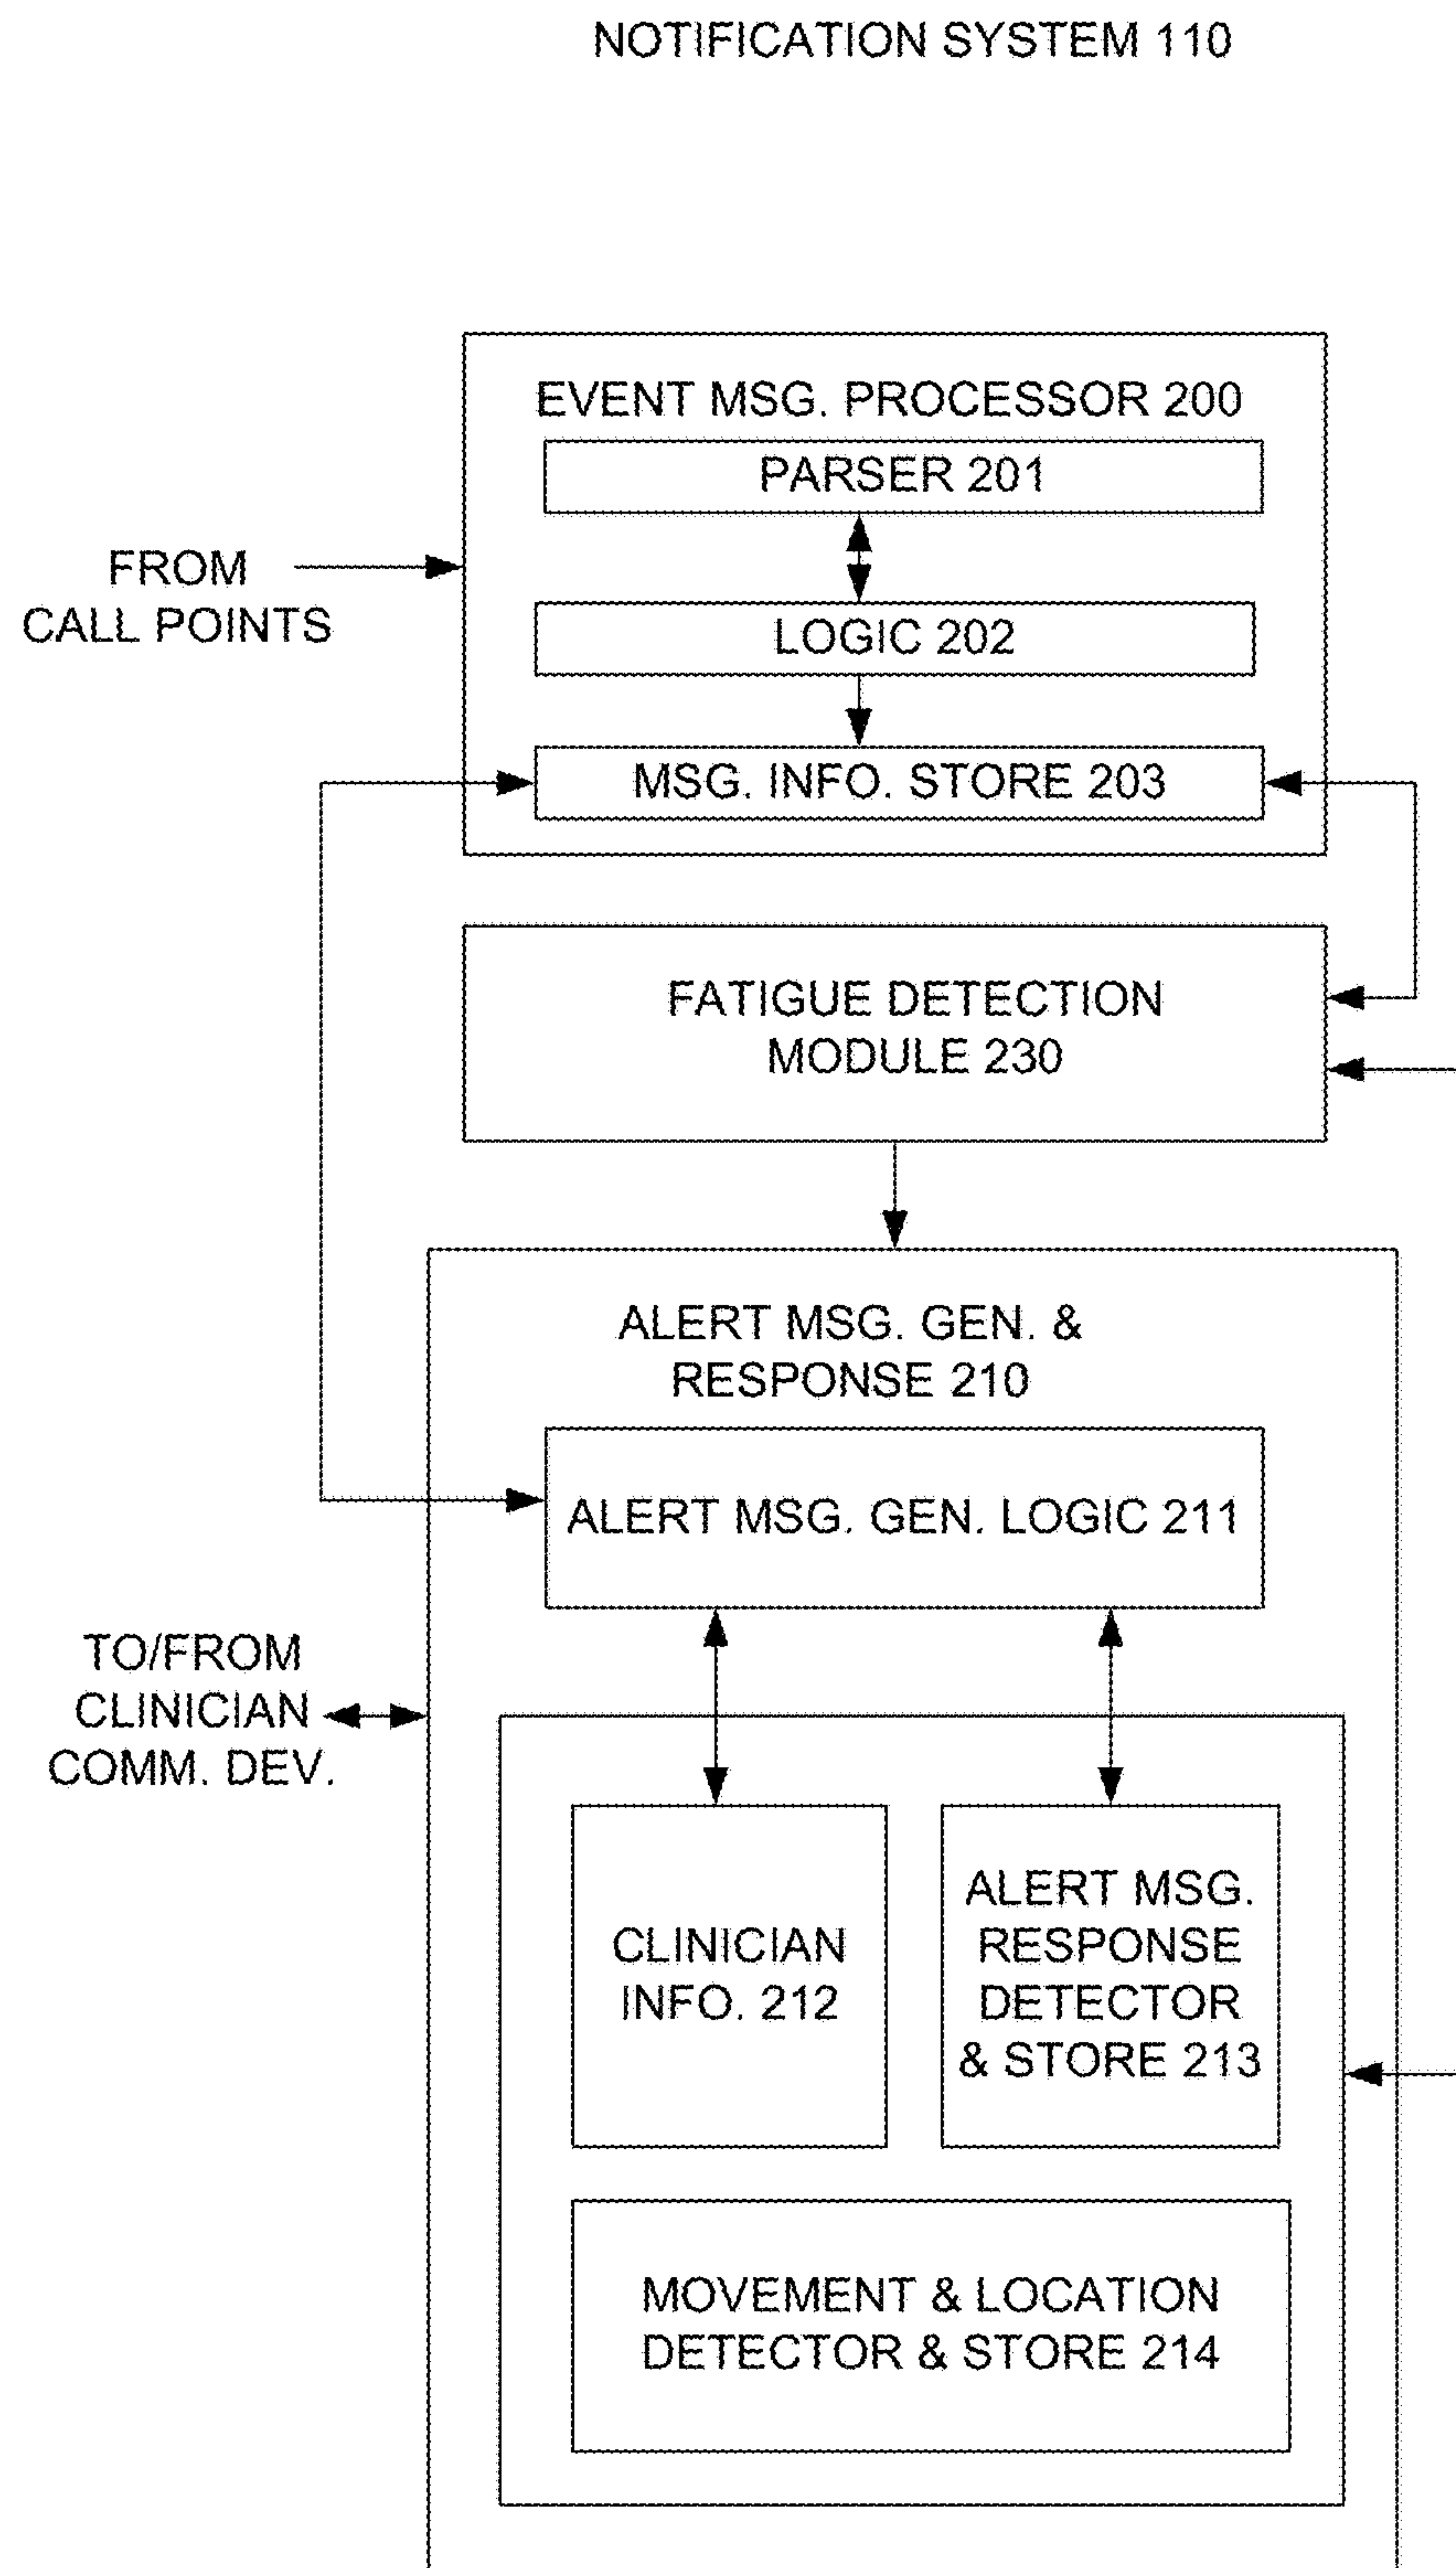 NOTIFICATION SYSTEM 110
EVENT MSG. PROCESSOR 200
PARSER 201
FROM
CALL POINTS
LOGIC 202
MSG. INFO. STORE 203
FATIGUE DETECTION
MODULE 230
ALERT MSG. GEN. &
RESPONSE 210
ALERT MSG. GEN. LOGIC 211
TO/FROM
CLINICIAN
COMM. DEV.
CLINICIAN
INFO. 212
ALERT MSG.
RESPONSE
DETECTOR
& STORE 213
MOVEMENT & LOCATION
DETECTOR & STORE 214